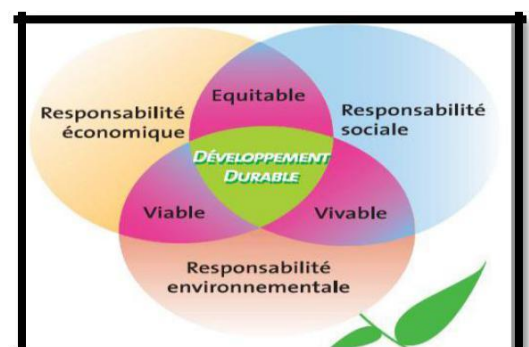 Equitable
Responsabilité
économique
Responsabilité
sociale
DÉVELOPPEMENT
DURABLE
Viable
Vivable
Responsabilité
environnementale